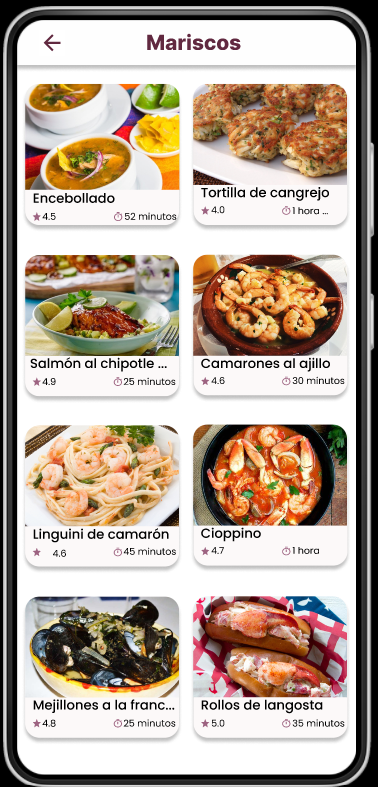 Mariscos
Encebollado
4.5 52 minutos
Tortilla de cangrejo
4.0 1 hora ...
Salmón al chipotle ...
4.9 25 minutos
Camarones al ajillo
4.6 30 minutos
Linguini de camarón
4.6 45 minutos
Cioppino
4.7 1 hora
Mejillones a la franc...
4.8 25 minutos
Rollos de langosta
5.0 35 minutos